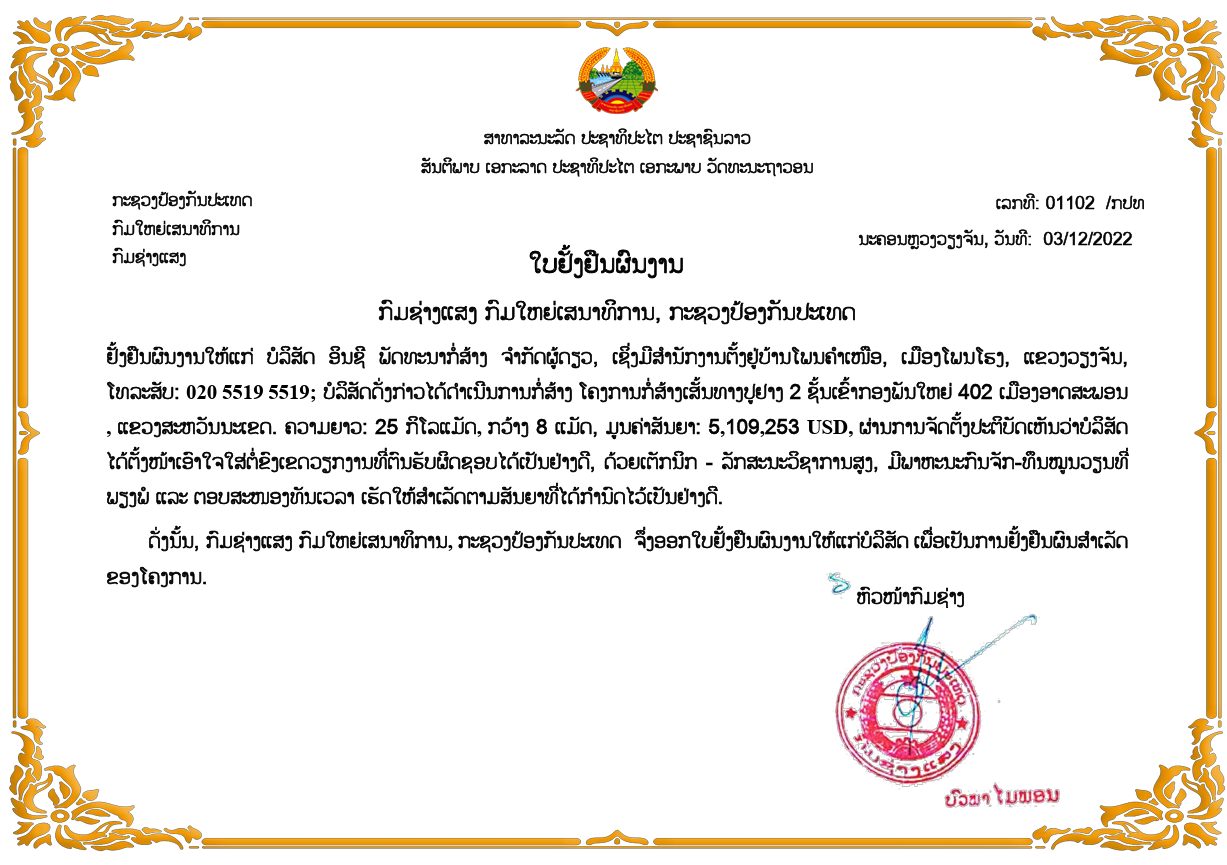 ສາທາລະນະລັດ ປະຊາທິປະໄຕ ປະຊາຊົນລາວ
ສັນຕິພາບ ເອກະລາດ ປະຊາທິປະໄຕ ເອກະພາບ ວັດທະນະຖາວອນ
ກະຊວງປ້ອງກັນປະເທດ
ກົມໃຫຍ່ເສນາທິການ
ກົມຊ່າງແສງ
ເລກທີ: 01102 /ກປທ
ນະຄອນຫຼວງວຽງຈັນ, ວັນທີ: 03/12/2022
ໃບຢັ້ງຢືນຜົນງານ
ກົມຊ່າງແສງ ກົມໃຫຍ່ເສນາທິການ, ກະຊວງປ້ອງກັນປະເທດ
ຢັ້ງຢືນຜົນງານໃຫ້ແກ່ ບໍລິສັດ ອິນຊີ ພັດທະນາກໍ່ສ້າງ ຈຳກັດຜູ້ດຽວ, ເຊິ່ງມີສຳນັກງານຕັ້ງຢູ່ບ້ານໂພນຄຳເໜືອ, ເມືອງໂພນໂຮງ, ແຂວງວຽງຈັນ,
ໂທລະສັບ: 020 5519 5519; ບໍລິສັດດັ່ງກ່າວໄດ້ດຳເນີນການກໍ່ສ້າງ ໂຄງການກໍ່ສ້າງເສັ້ນທາງປູຢາງ 2 ຊັ້ນເຂົ້າກອງພັນໃຫຍ່ 402 ເມືອງອາດສະພອນ
, ແຂວງສະຫວັນນະເຂດ. ຄວາມຍາວ: 25 ກິໂລແມັດ, ກວ້າງ 8 ແມັດ, ມູນຄ່າສັນຍາ: 5,109,253 USD, ຜ່ານການຈັດຕັ້ງປະຕິບັດເຫັນວ່າບໍລິສັດ
ໄດ້ຕັ້ງໜ້າເອົາໃຈໃສ່ຕໍ່ຂົງເຂດວຽກງານທີ່ຕົນຮັບຜິດຊອບໄດ້ເປັນຢ່າງດີ, ດ້ວຍເຕັກນິກ - ລັກສະນະວິຊາການສູງ, ມີພາຫະນະກົນຈັກ-ທຶນໝູນວຽນທີ່
ພຽງພໍ ແລະ ຕອບສະໜອງທັນເວລາ ເຮັດໃຫ້ສຳເລັດຕາມສັນຍາທີ່ໄດ້ກຳນົດໄວ້ເປັນຢ່າງດີ.
ດັ່ງນັ້ນ, ກົມຊ່າງແສງ ກົມໃຫຍ່ເສນາທິການ, ກະຊວງປ້ອງກັນປະເທດ ຈຶ່ງອອກໃບຢັ້ງຢືນຜົນງານໃຫ້ແກ່ບໍລິສັດ ເພື່ອເປັນການຢັ້ງຢືນຜົນສຳເລັດ
ຂອງໂຄງການ.
ຫົວໜ້າກົມຊ່າງ
ກະຊວງປ້ອງກັນປະເທດ
ກົມຊ່າງແສງ
ບົວພາ ໄມພອນ